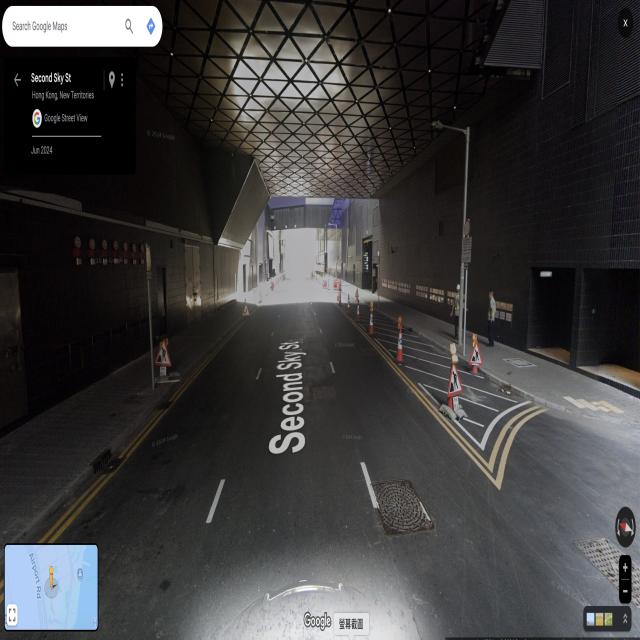 Search Google Maps
Second Sky St
Hong Kong, New Territories
Google Street View
Jun 2024
X
Second Sky St
Airport Rd
Google
螢幕截圖